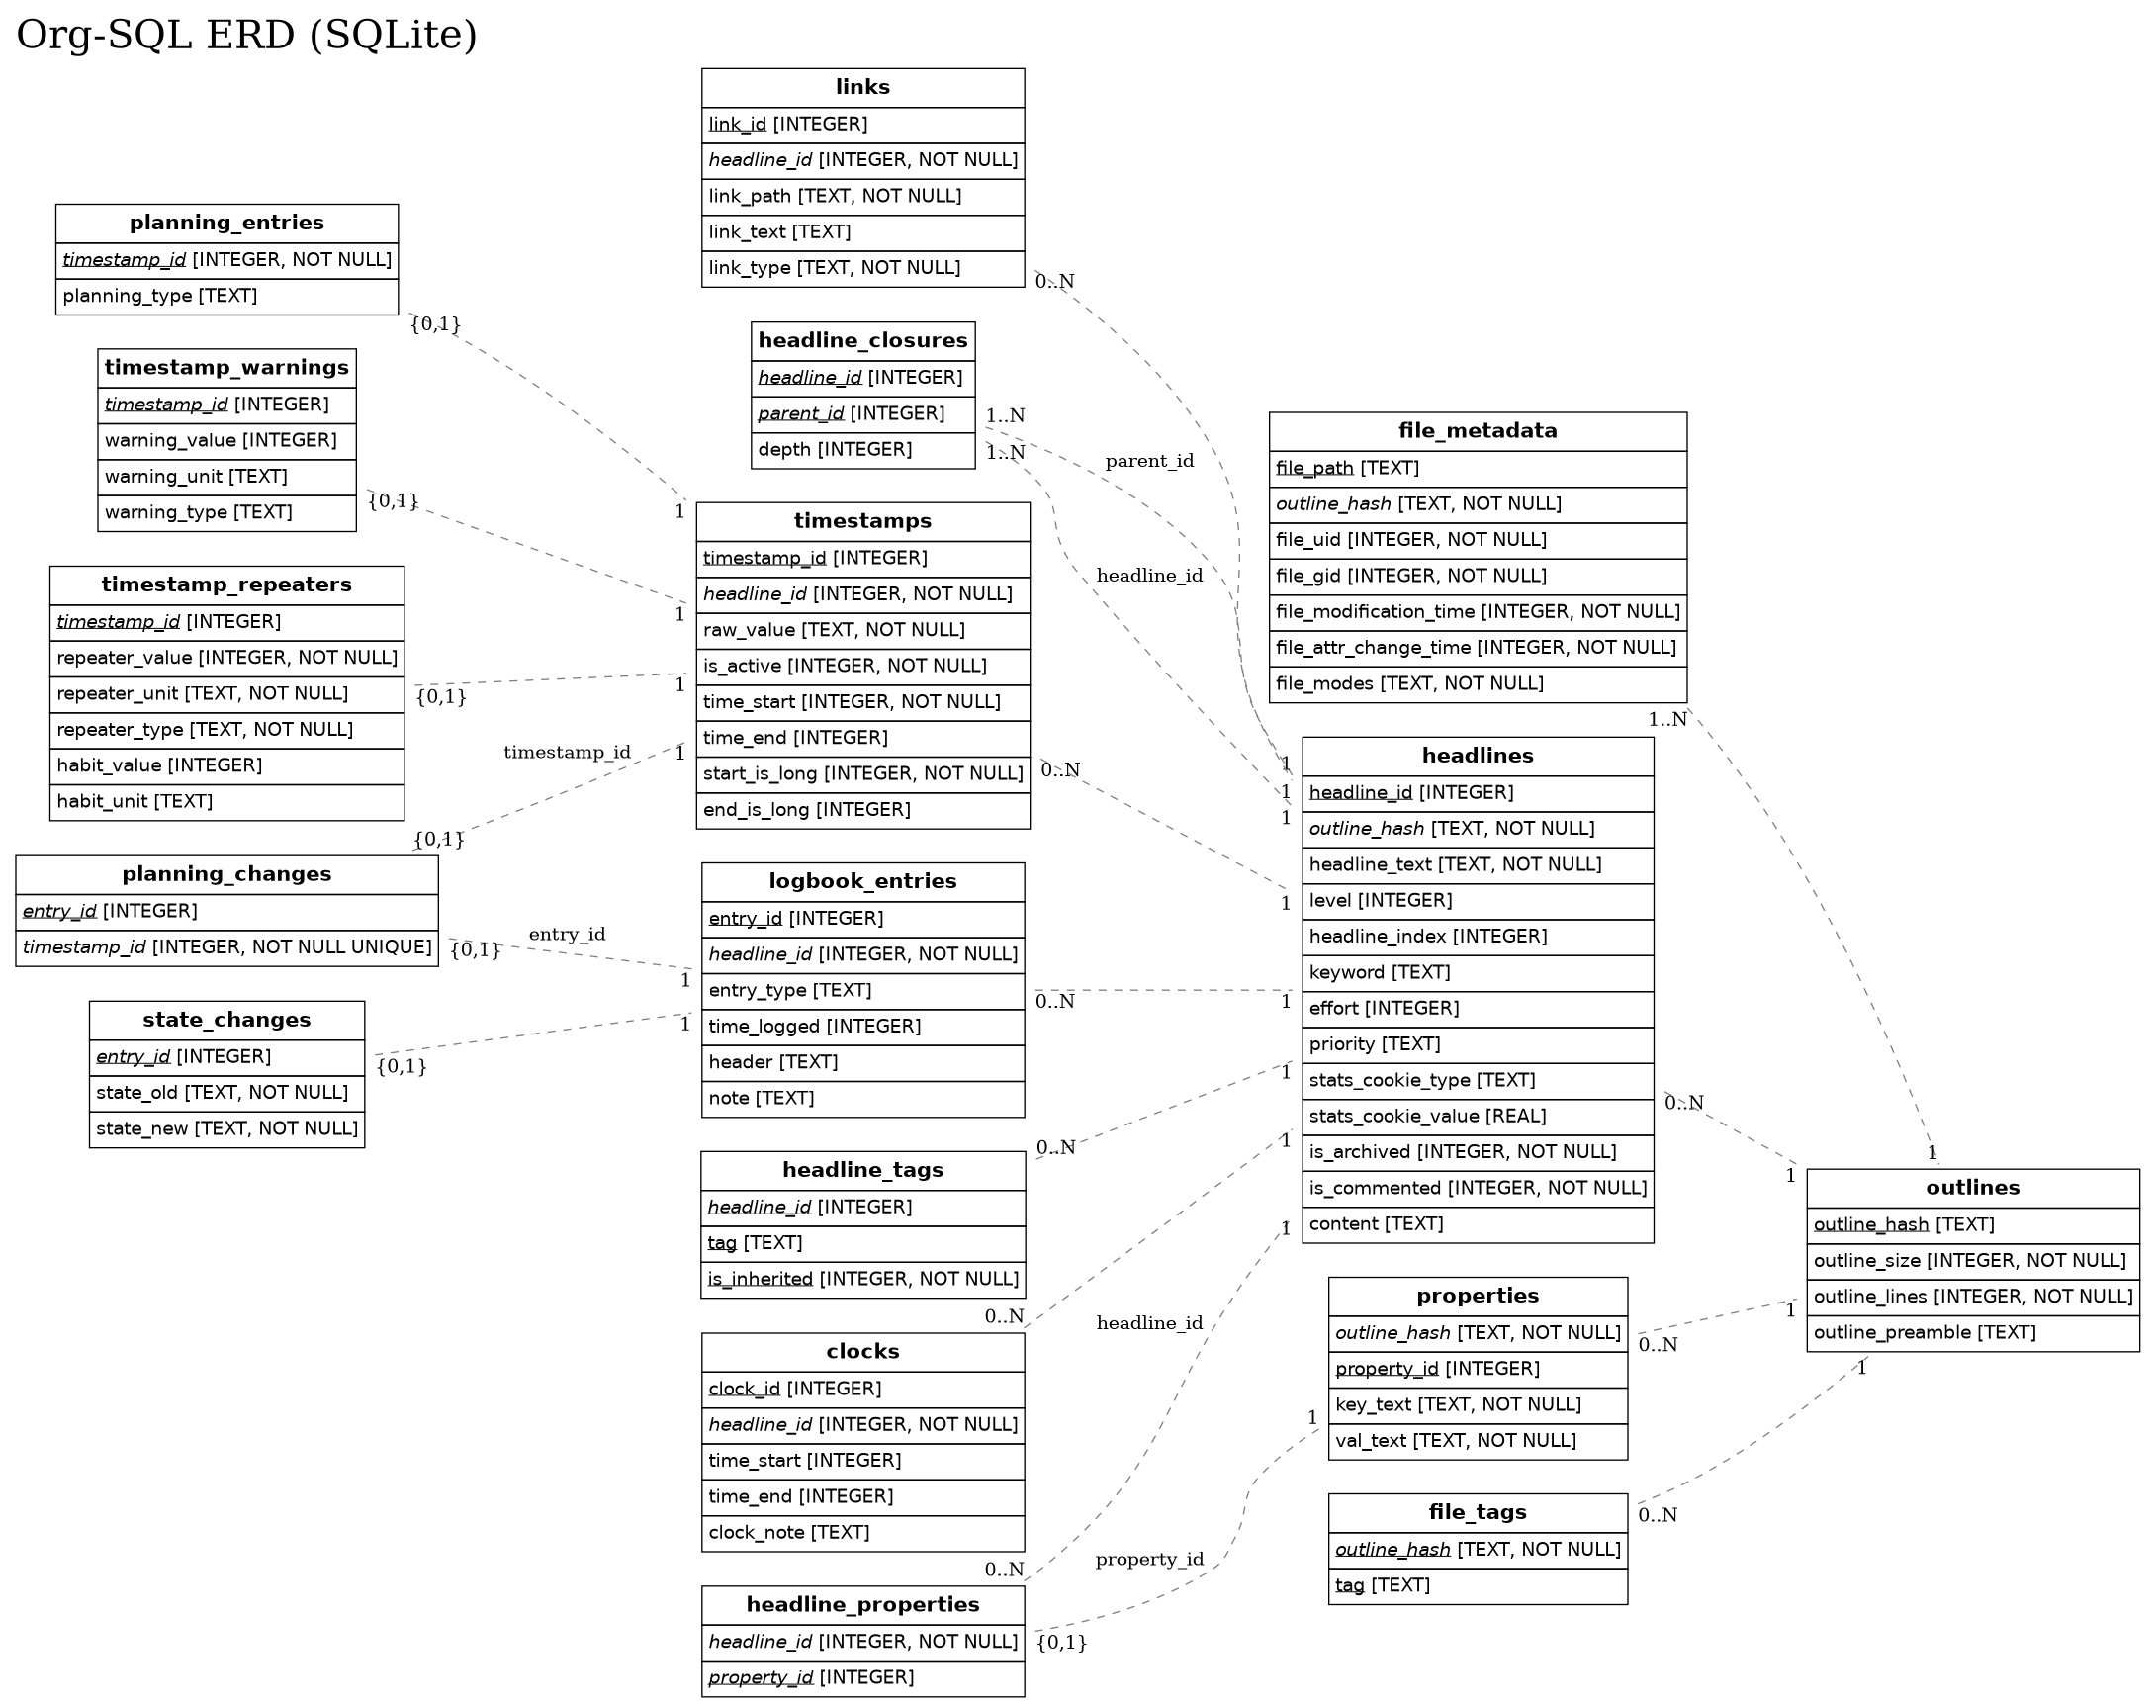 Org-SQL ERD (SQLite)
links
link_id [INTEGER]
headline_id [INTEGER, NOT NULL]
link_path [TEXT, NOT NULL]
link_text [TEXT]
link_type [TEXT, NOT NULL]
0..N
planning_entries
timestamp_id [INTEGER, NOT NULL]
planning_type [TEXT]
{0,1}
1
headline_closures
headline_id [INTEGER]
parent_id [INTEGER]
depth [INTEGER]
1..N
1..N
parent_id
headline_id
timestamp_warnings
timestamp_id [INTEGER]
warning_value [INTEGER]
warning_unit [TEXT]
warning_type [TEXT]
{0,1}
1
file_metadata
file_path [TEXT]
outline_hash [TEXT, NOT NULL]
file_uid [INTEGER, NOT NULL]
file_gid [INTEGER, NOT NULL]
file_modification_time [INTEGER, NOT NULL]
file_attr_change_time [INTEGER, NOT NULL]
file_modes [TEXT, NOT NULL]
1..N
timestamps
timestamp_id [INTEGER]
headline_id [INTEGER, NOT NULL]
raw_value [TEXT, NOT NULL]
is_active [INTEGER, NOT NULL]
time_start [INTEGER, NOT NULL]
time_end [INTEGER]
start_is_long [INTEGER, NOT NULL]
end_is_long [INTEGER]
0..N
timestamp_repeaters
timestamp_id [INTEGER]
repeater_value [INTEGER, NOT NULL]
repeater_unit [TEXT, NOT NULL]
repeater_type [TEXT, NOT NULL]
habit_value [INTEGER]
habit_unit [TEXT]
{0,1}
1
timestamp_id
1
{0,1}
planning_changes
entry_id [INTEGER]
timestamp_id [INTEGER, NOT NULL UNIQUE]
{0,1}
entry_id
1
headlines
headline_id [INTEGER]
outline_hash [TEXT, NOT NULL]
headline_text [TEXT, NOT NULL]
level [INTEGER]
headline_index [INTEGER]
keyword [TEXT]
effort [INTEGER]
priority [TEXT]
stats_cookie_type [TEXT]
stats_cookie_value [REAL]
is_archived [INTEGER, NOT NULL]
is_commented [INTEGER, NOT NULL]
content [TEXT]
1
1
1
1
1
1
1
1
0..N
1
logbook_entries
entry_id [INTEGER]
headline_id [INTEGER, NOT NULL]
entry_type [TEXT]
time_logged [INTEGER]
header [TEXT]
note [TEXT]
0..N
state_changes
entry_id [INTEGER]
state_old [TEXT, NOT NULL]
state_new [TEXT, NOT NULL]
{0,1}
1
headline_tags
headline_id [INTEGER]
tag [TEXT]
is_inherited [INTEGER, NOT NULL]
0..N
outlines
outline_hash [TEXT]
outline_size [INTEGER, NOT NULL]
outline_lines [INTEGER, NOT NULL]
outline_preamble [TEXT]
1
1
1
0..N
clocks
clock_id [INTEGER]
headline_id [INTEGER, NOT NULL]
time_start [INTEGER]
time_end [INTEGER]
clock_note [TEXT]
headline_id
properties
outline_hash [TEXT, NOT NULL]
property_id [INTEGER]
key_text [TEXT, NOT NULL]
val_text [TEXT, NOT NULL]
0..N
1
file_tags
outline_hash [TEXT, NOT NULL]
tag [TEXT]
0..N
0..N
headline_properties
headline_id [INTEGER, NOT NULL]
property_id [INTEGER]
{0,1}
property_id